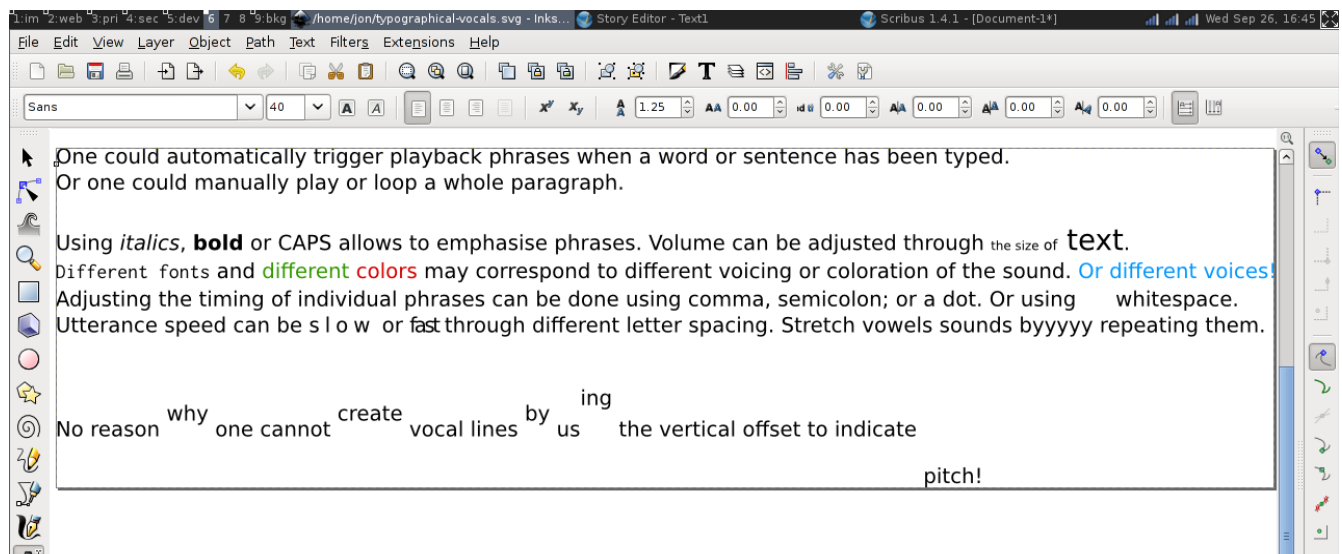 1:im 2:web 3:pri 4:sec 5:dev 6 7 8 9:bkg /home/jon/typographical-vocals.svg - Inks... Story Editor - Text1 Scribus 1.4.1 - [Document-1*] Wed Sep 26, 16:45
File Edit View Layer Object Path Text Filters Extensions Help
Sans 40 A A 1.25 0.00 0.00 0.00 0.00 0.00
One could automatically trigger playback phrases when a word or sentence has been typed.
Or one could manually play or loop a whole paragraph.
Using italics, bold or CAPS allows to emphasise phrases. Volume can be adjusted through the size of text.
Different fonts and different colors may correspond to different voicing or coloration of the sound. Or different voices!
Adjusting the timing of individual phrases can be done using comma, semicolon; or a dot. Or using whitespace.
Utterance speed can be s l o w or fast through different letter spacing. Stretch vowels sounds byyyyy repeating them.
No reason why one cannot create vocal lines by using the vertical offset to indicate
pitch!